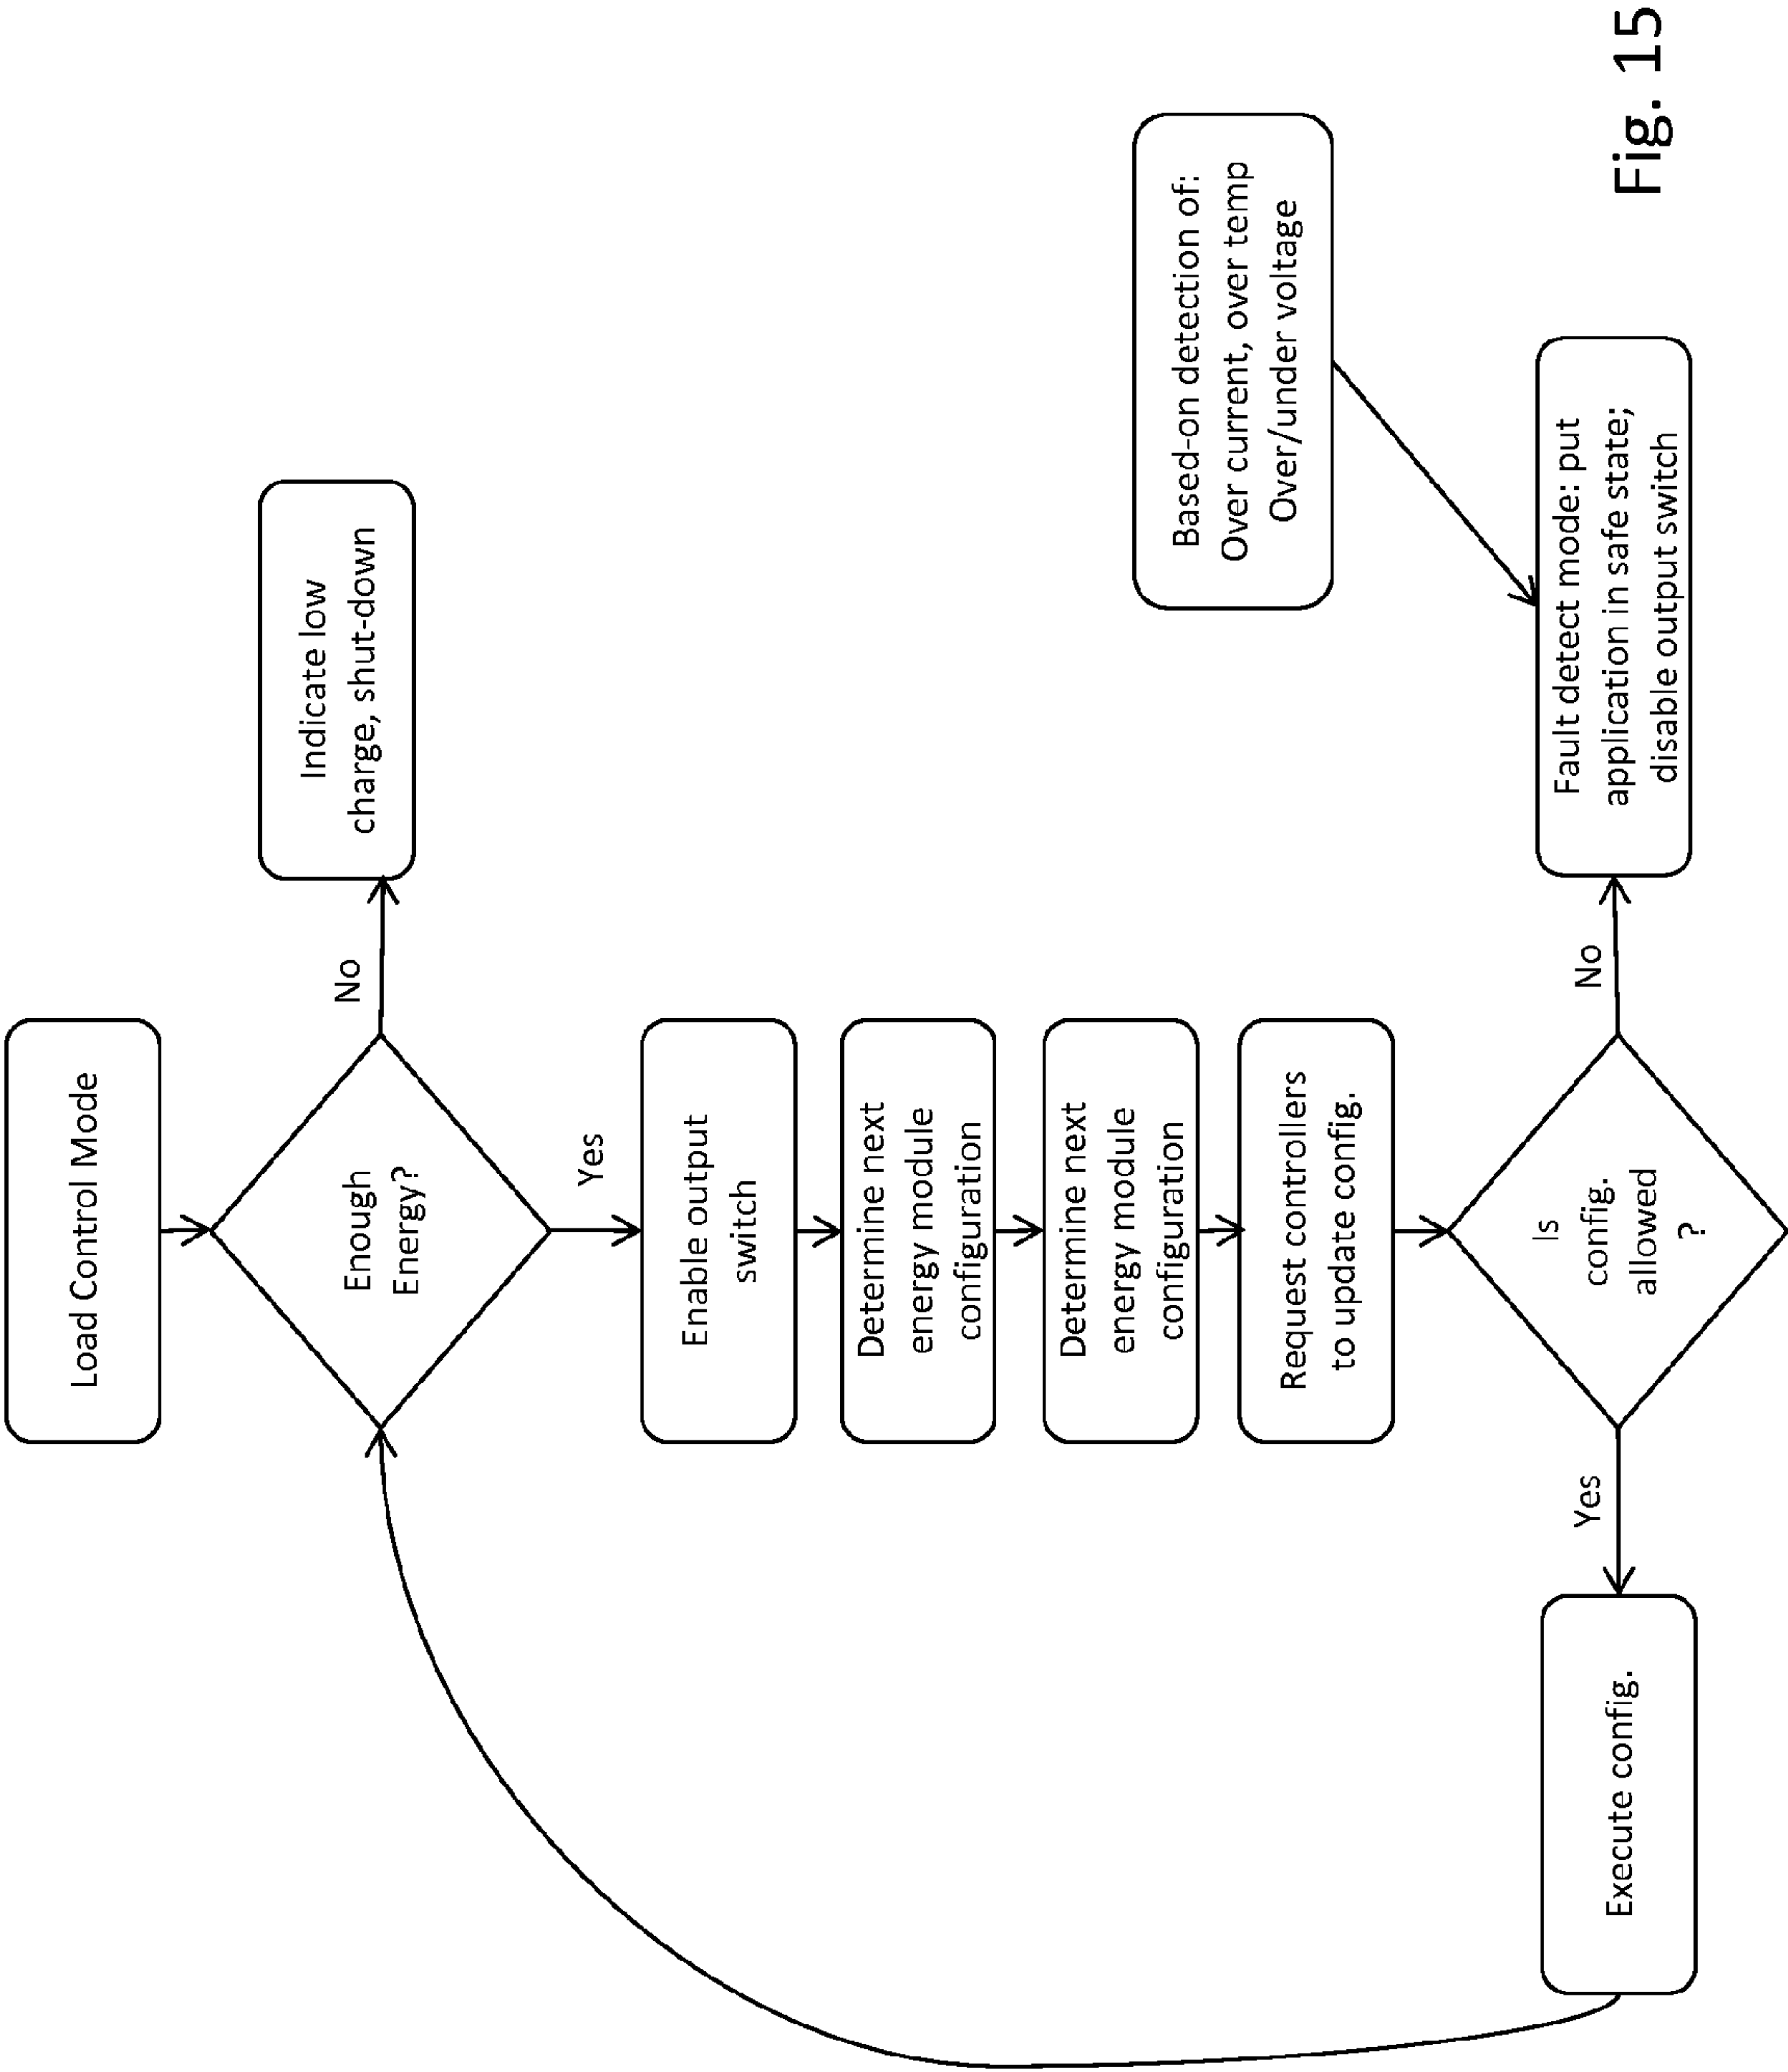 Load Control Mode
Enough
Energy?
No
Indicate low
charge, shut-down
Yes
Enable output
switch
Determine next
energy module
configuration
Determine next
energy module
configuration
Request controllers
to update config.
Is
config.
allowed
?
Yes
Execute config.
No
Fault detect mode: put
application in safe state;
disable output switch
Based-on detection of:
Over current, over temp
Over/under voltage
Fig. 15